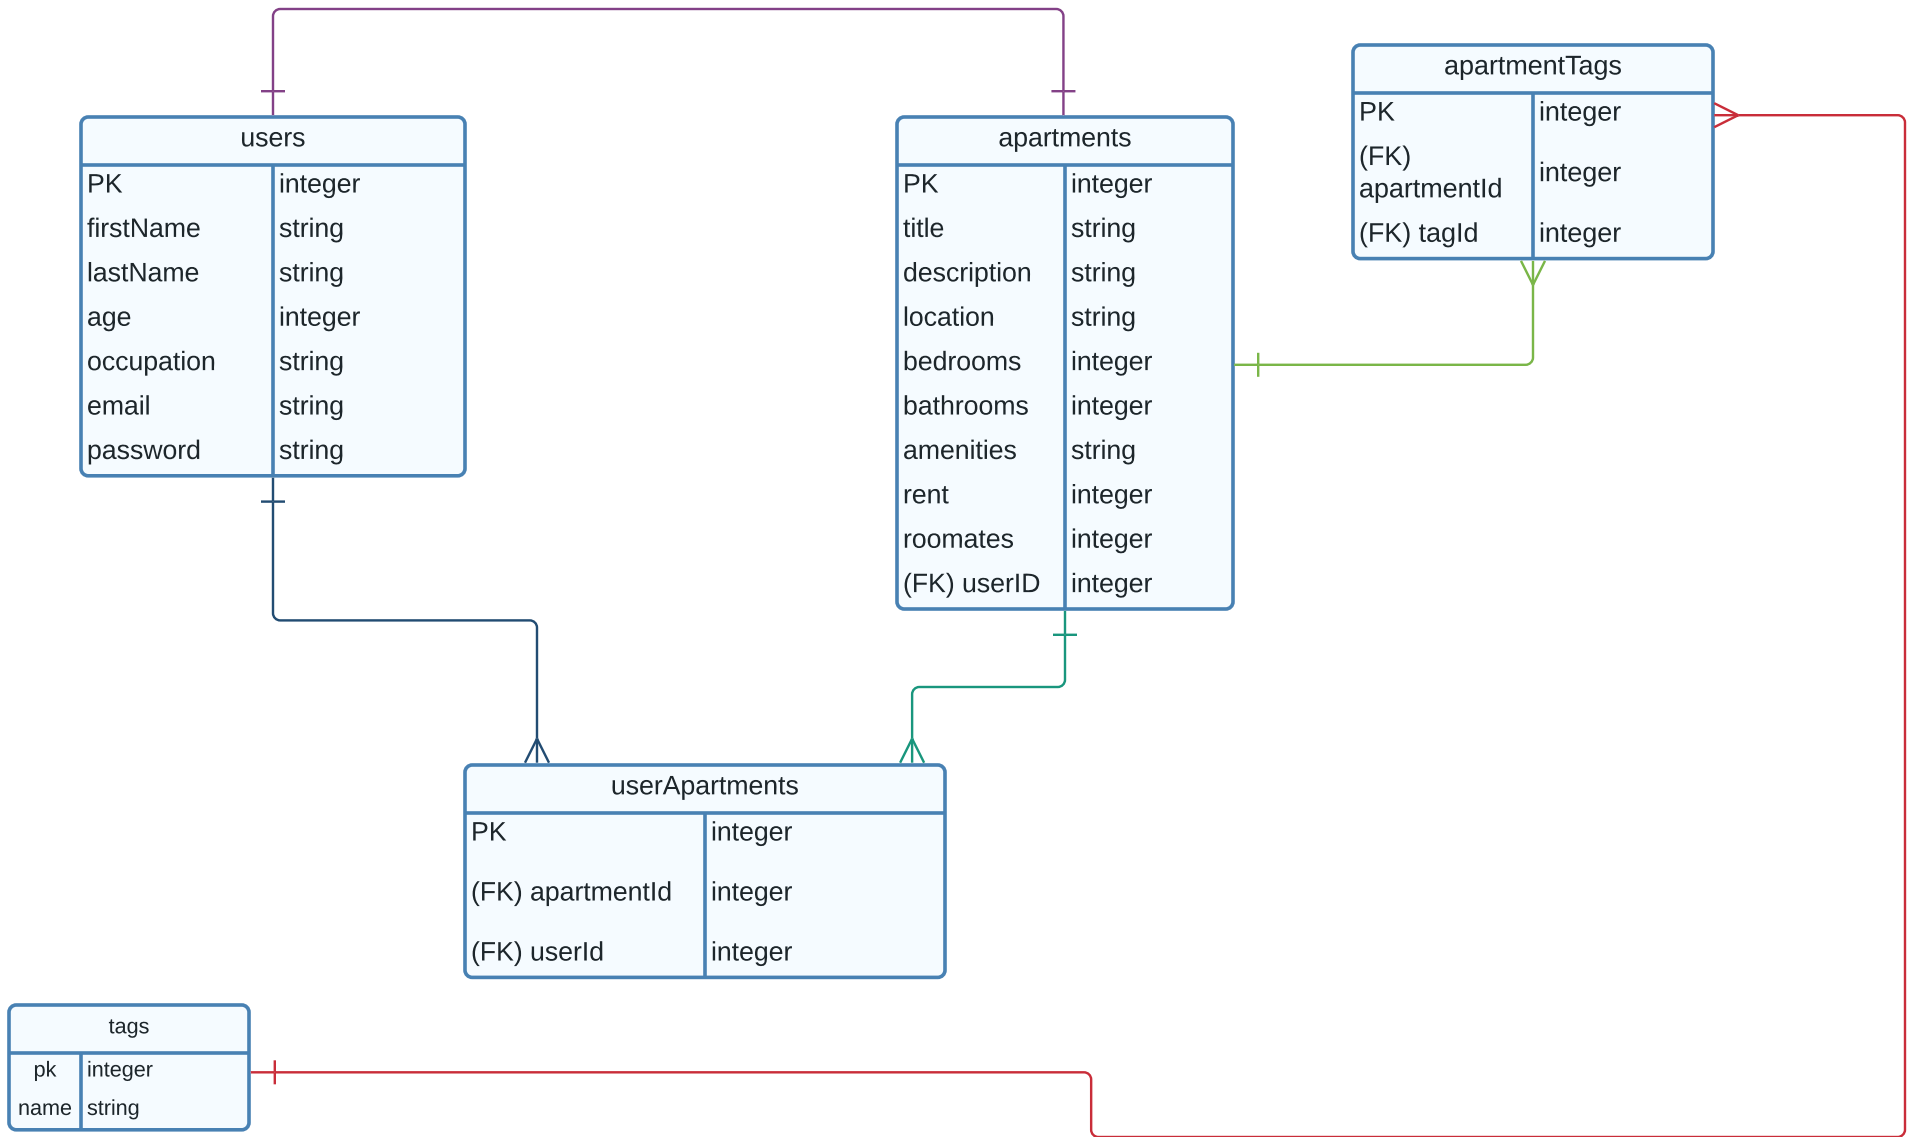 users
PK integer
firstName string
lastName string
age integer
occupation string
email string
password string
apartments
PK integer
title string
description string
location string
bedrooms integer
bathrooms integer
amenities string
rent integer
roomates integer
(FK) userID integer
apartmentTags
PK integer
(FK)
apartmentId integer
(FK) tagId integer
userApartments
PK integer
(FK) apartmentId integer
(FK) userId integer
tags
pk integer
name string